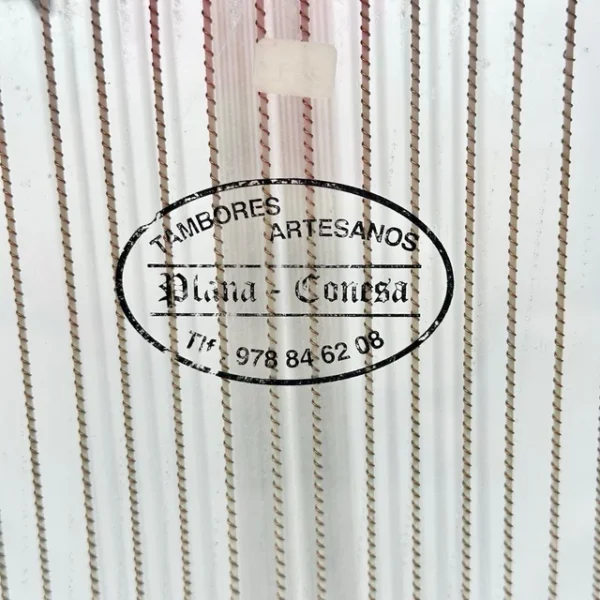 TAMBORES ARTESANOS
Plana - Conesa
Tlf. 978 84 62 08